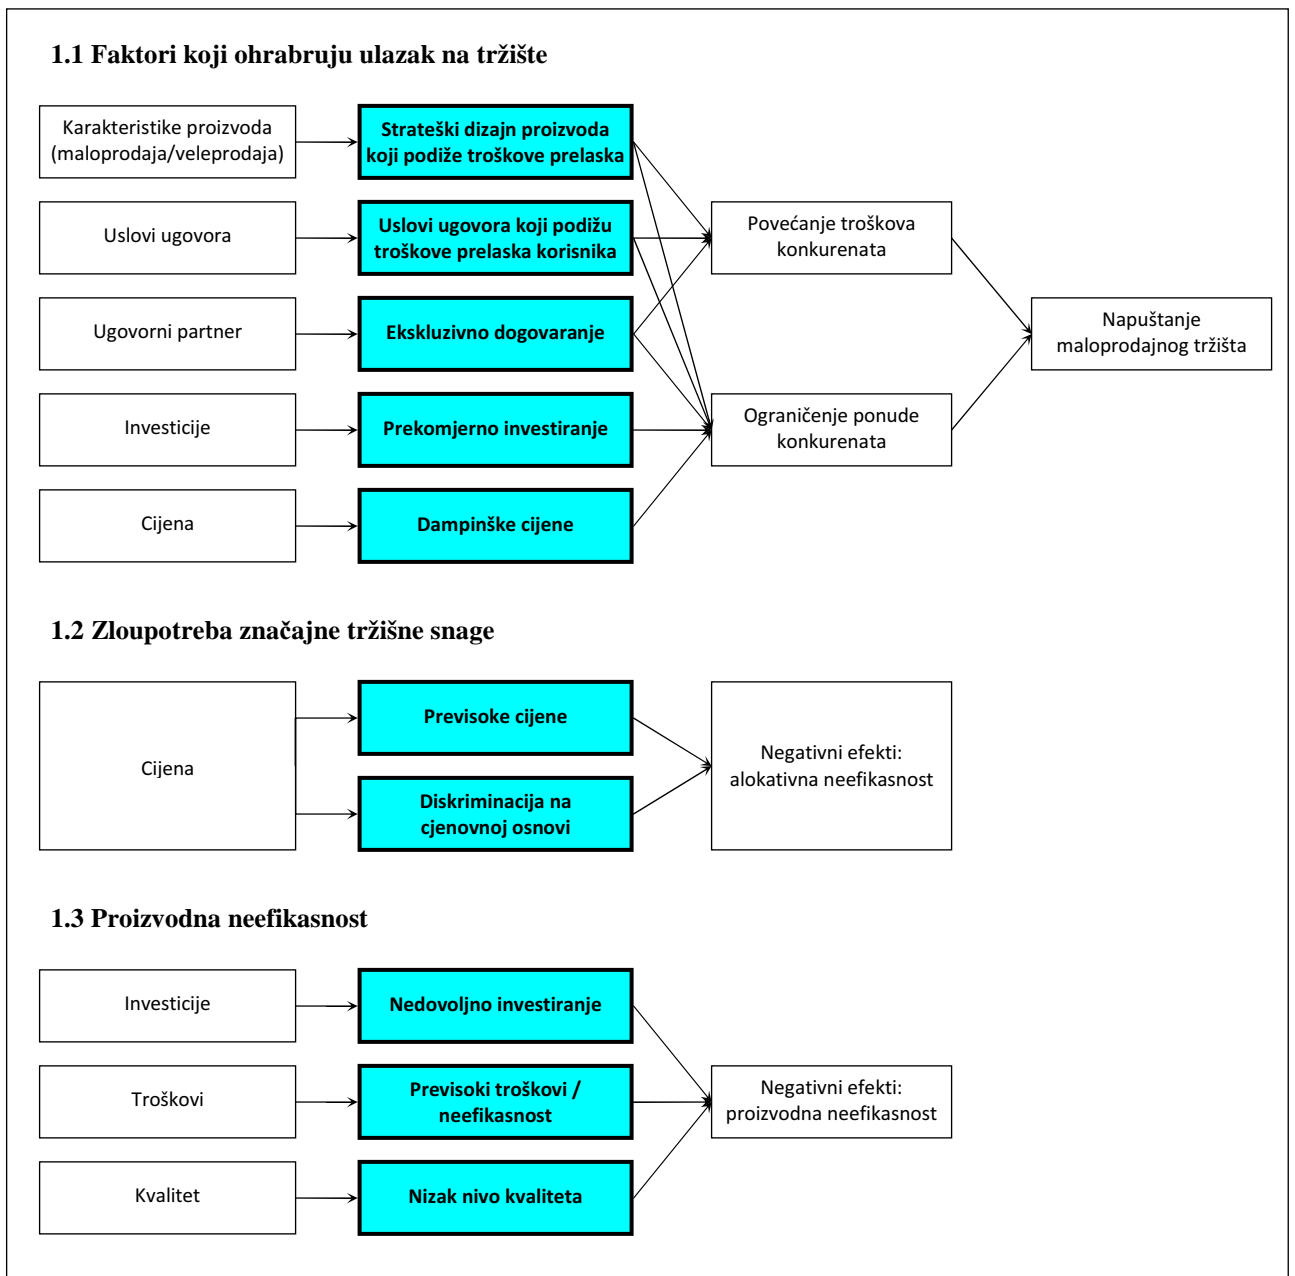 1.1 Faktori koji ohrabruju ulazak na tržište
Karakteristike proizvoda
(maloprodaja/veleprodaja)
Strateški dizajn proizvoda
koji podiže troškove prelaska
Uslovi ugovora
Uslovi ugovora koji podižu
troškove prelaska korisnika
Povećanje troškova
konkurenata
Ugovorni partner
Ekskluzivno dogovaranje
Napuštanje
maloprodajnog tržišta
Investicije
Prekomjerno investiranje
Ograničenje ponude
konkurenata
Cijena
Dampinške cijene
1.2 Zloupotreba značajne tržišne snage
Cijena
Previsoke cijene
Diskriminacija na
cjenovnoj osnovi
Negativni efekti:
alokativna neefikasnost
1.3 Proizvodna neefikasnost
Investicije
Nedovoljno investiranje
Troškovi
Previsoki troškovi /
neefikasnost
Negativni efekti:
proizvodna neefikasnost
Kvalitet
Nizak nivo kvaliteta